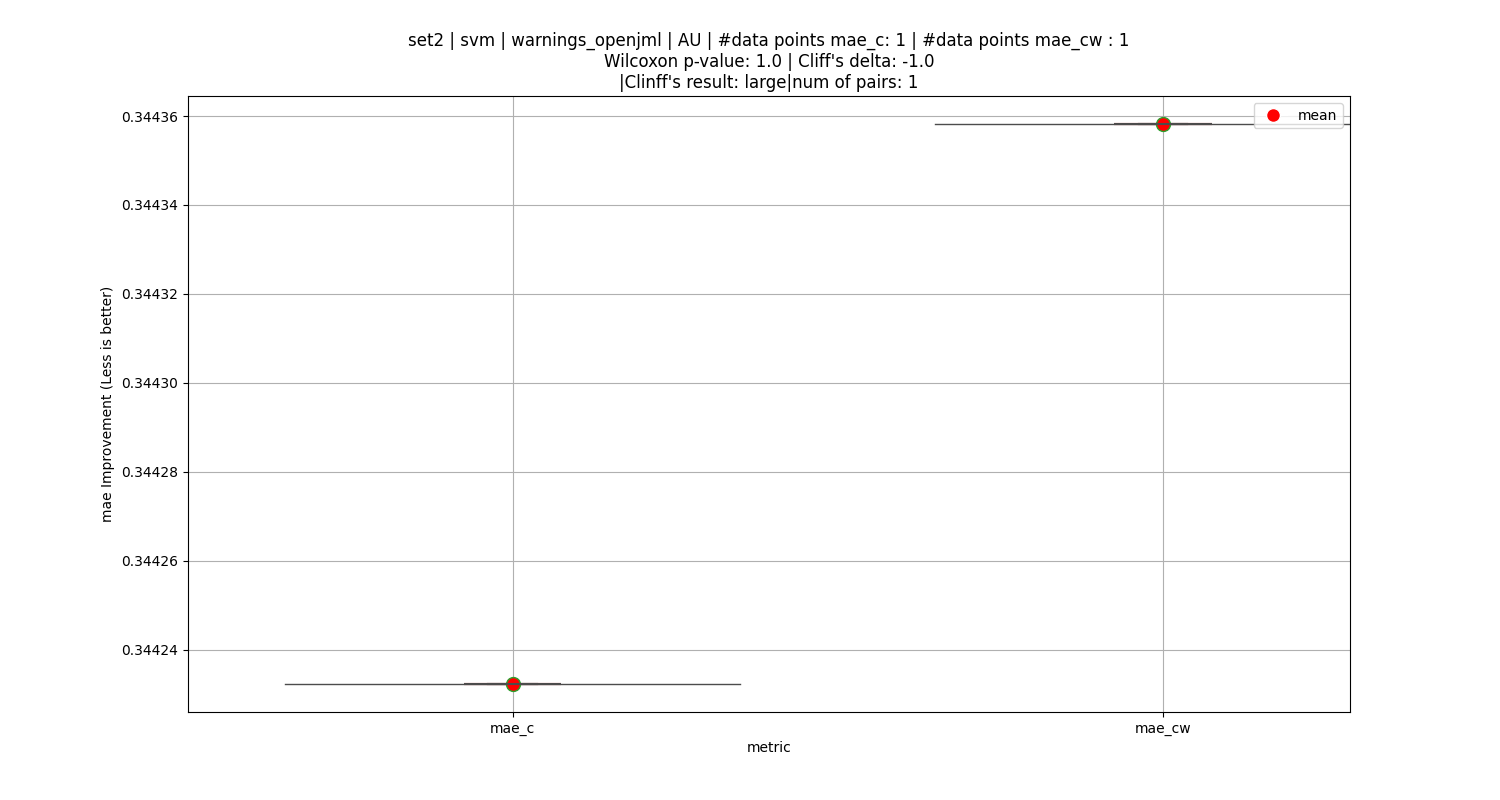 set2 | svm | warnings_openjml | AU | #data points mae_c: 1 | #data points mae_cw : 1
Wilcoxon p-value: 1.0 | Cliff's delta: -1.0
|Clinff's result: large|num of pairs: 1
mean
mae Improvement (Less is better)
0.34436
0.34434
0.34432
0.34430
0.34428
0.34426
0.34424
mae_c
mae_cw
metric